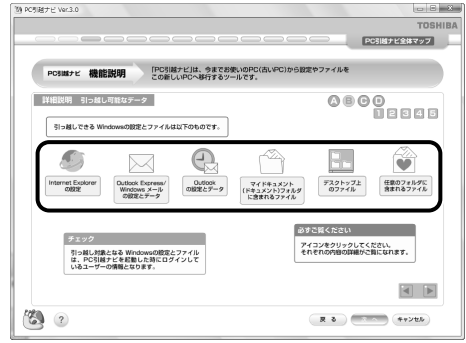 PC引越ナビ Ver.3.0
TOSHIBA
PC引越ナビ全体マップ
PC引越ナビ 機能説明
「PC引越ナビ」は、今までお使いのPC(古いPC)から設定やファイルを
この新しいPCへ移行するツールです。
詳細説明 引っ越し可能なデータ
A B C D
1 2 3 4 5
引っ越しできる Windowsの設定とファイルは以下のものです。
Internet Explorer
の設定
Outlook Express/
Windows メール
の設定とデータ
Outlook
の設定とデータ
マイドキュメント
(ドキュメント)フォルダ
に含まれるファイル
デスクトップ上
のファイル
任意のフォルダに
含まれるファイル
チェック
引っ越し対象となる Windowsの設定とファイル
は、PC引越ナビを起動した時にログインして
いるユーザーの情報となります。
必ずご覧ください
アイコンをクリックしてください。
それぞれの内容の詳細がご覧になれます。
?
戻 る
次 へ
キャンセル